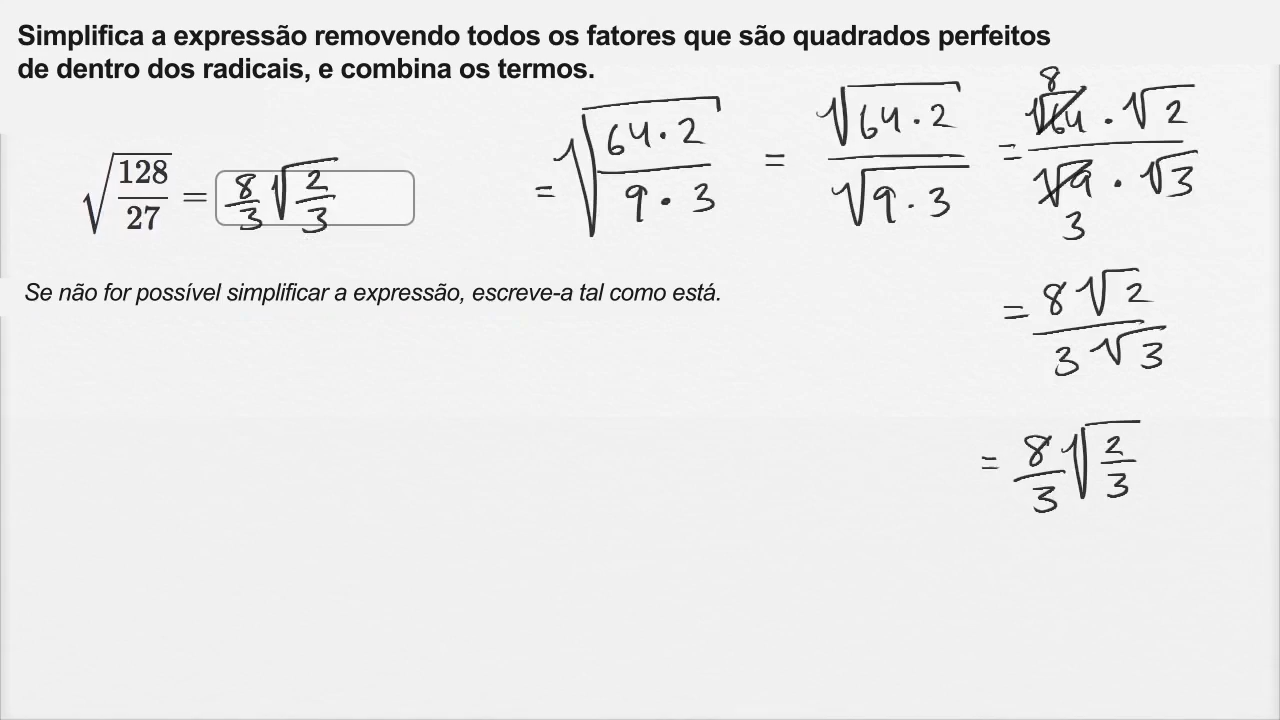 Simplifica a expressão removendo todos os fatores que são quadrados perfeitos
de dentro dos radicais, e combina os termos.
√(128/27) = 8/3 √(2/3)
= √(64·2 / 9·3) = √(64·2) / √(9·3) = 8 √64 · √2 / √9 · √3 3
Se não for possível simplificar a expressão, escreve-a tal como está.
= 8√2 / 3√3
= 8/3 √(2/3)